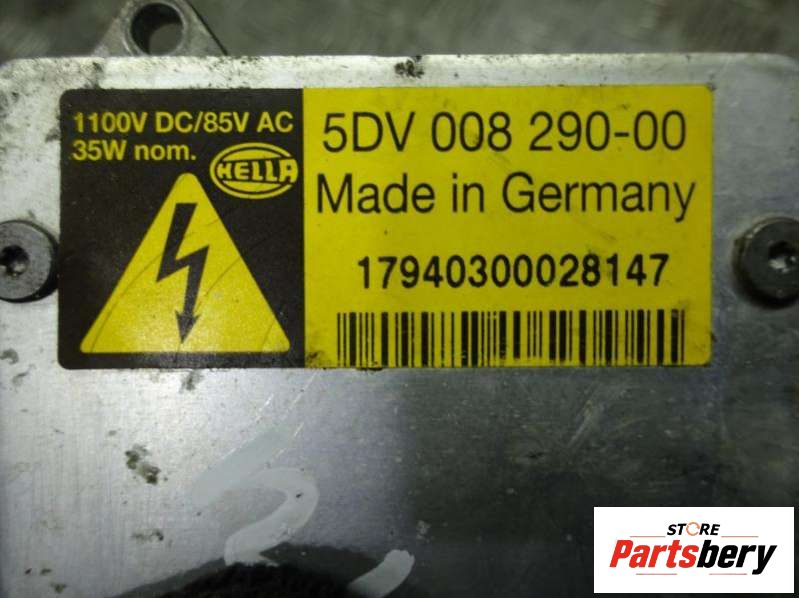 1100V DC/85V AC
35W nom.
HELLA
5DV 008 290-00
Made in Germany
17940300028147
STORE
Partsbery